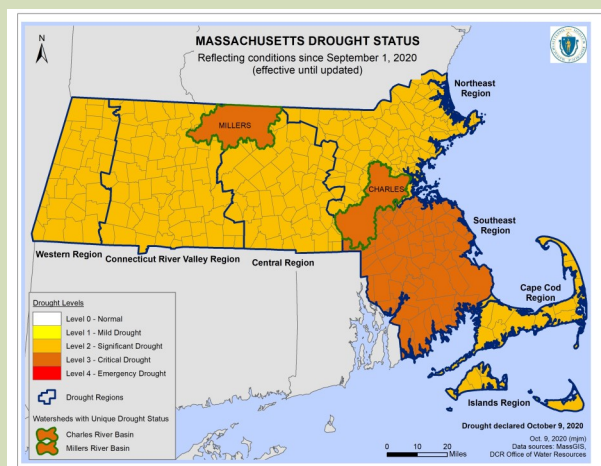 MASSACHUSETTS DROUGHT STATUS
Reflecting conditions since September 1, 2020
(effective until updated)
N
Northeast
Region
MILLERS
CHARLES
Southeast
Region
Western Region
Connecticut River Valley Region
Central Region
Cape Cod
Region
Islands Region
Drought Levels
Level 0 - Normal
Level 1 - Mild Drought
Level 2 - Significant Drought
Level 3 - Critical Drought
Level 4 - Emergency Drought
Drought Regions
Watersheds with Unique Drought Status
Charles River Basin
Millers River Basin
Drought declared October 9, 2020
Oct. 9, 2020 (mjm)
Data sources: MassGIS,
DCR Office of Water Resources
0 10 20
Miles